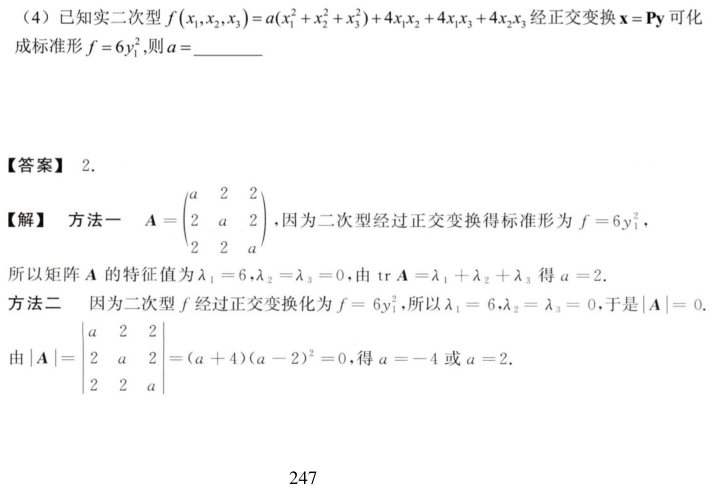 （4）已知实二次型 f(x₁,x₂,x₃)=a(x₁²+x₂²+x₃²)+4x₁x₂+4x₁x₃+4x₂x₃ 经正交变换 x=Py 可化
成标准形 f=6y₁²,则 a=________
【答案】 2.
【解】 方法一 A = (a 2 2; 2 a 2; 2 2 a),因为二次型经过正交变换得标准形为 f=6y₁²,
所以矩阵 A 的特征值为 λ₁=6,λ₂=λ₃=0,由 tr A=λ₁+λ₂+λ₃ 得 a=2.
方法二 因为二次型 f 经过正交变换化为 f=6y₁²,所以 λ₁=6,λ₂=λ₃=0,于是|A|=0.
由|A|=|a 2 2; 2 a 2; 2 2 a|=(a+4)(a-2)²=0,得 a=-4 或 a=2.
247